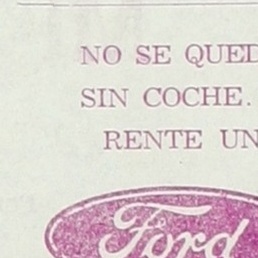 NO SE QUED
SIN COCHE.
RENTE UN
Ford